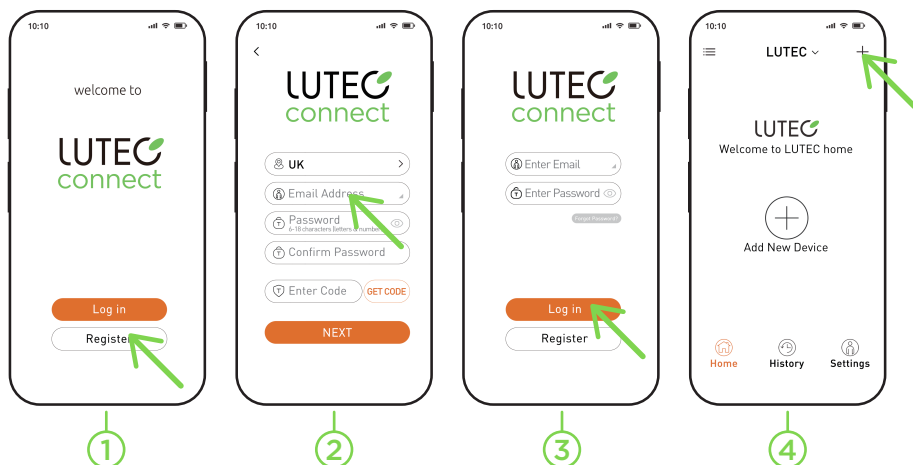 10:10
welcome to
LUTEC
connect
Log in
Register
1
10:10
LUTEC
connect
UK
Email Address
Password
6-18 characters (letters & number)
Confirm Password
Enter Code
GET CODE
NEXT
2
10:10
LUTEC
connect
Enter Email
Enter Password
Forgot Password?
Log in
Register
3
10:10
LUTEC
LUTEC
Welcome to LUTEC home
Add New Device
Home
History
Settings
4